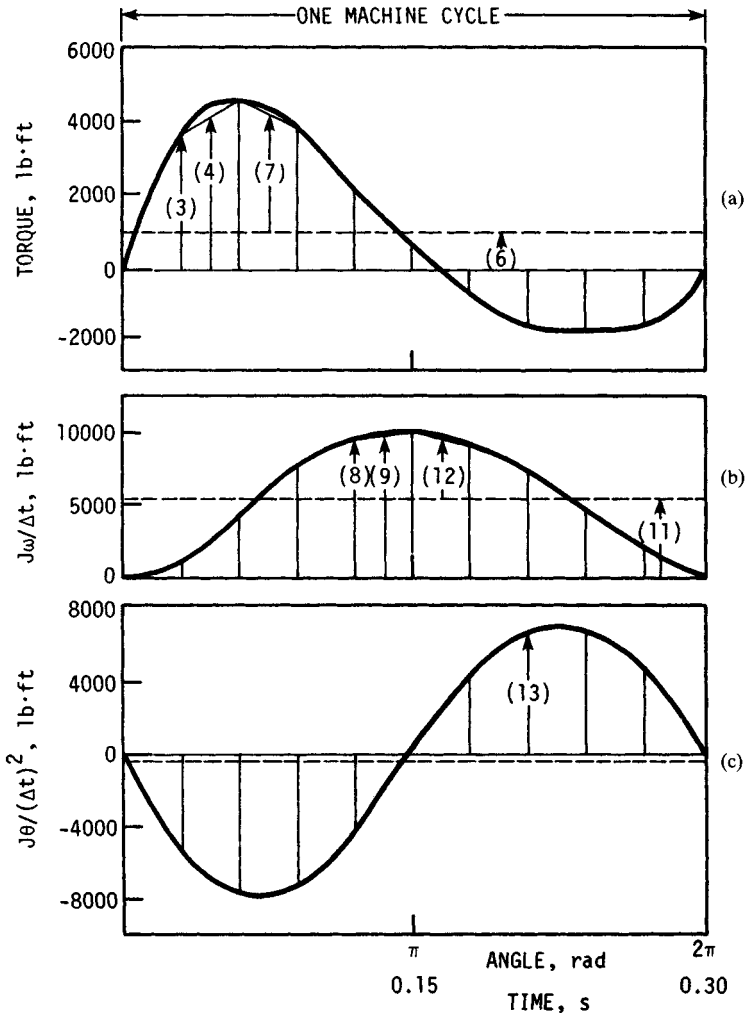 ONE MACHINE CYCLE
6000
4000
2000
0
-2000
TORQUE, lb·ft
(3)
(4)
(7)
(6)
(a)
10000
5000
0
Jω/Δt, lb·ft
(8)
(9)
(12)
(11)
(b)
8000
4000
0
-4000
-8000
Jθ/(Δt)², lb·ft
(13)
(c)
π
2π
ANGLE, rad
0.15
0.30
TIME, s